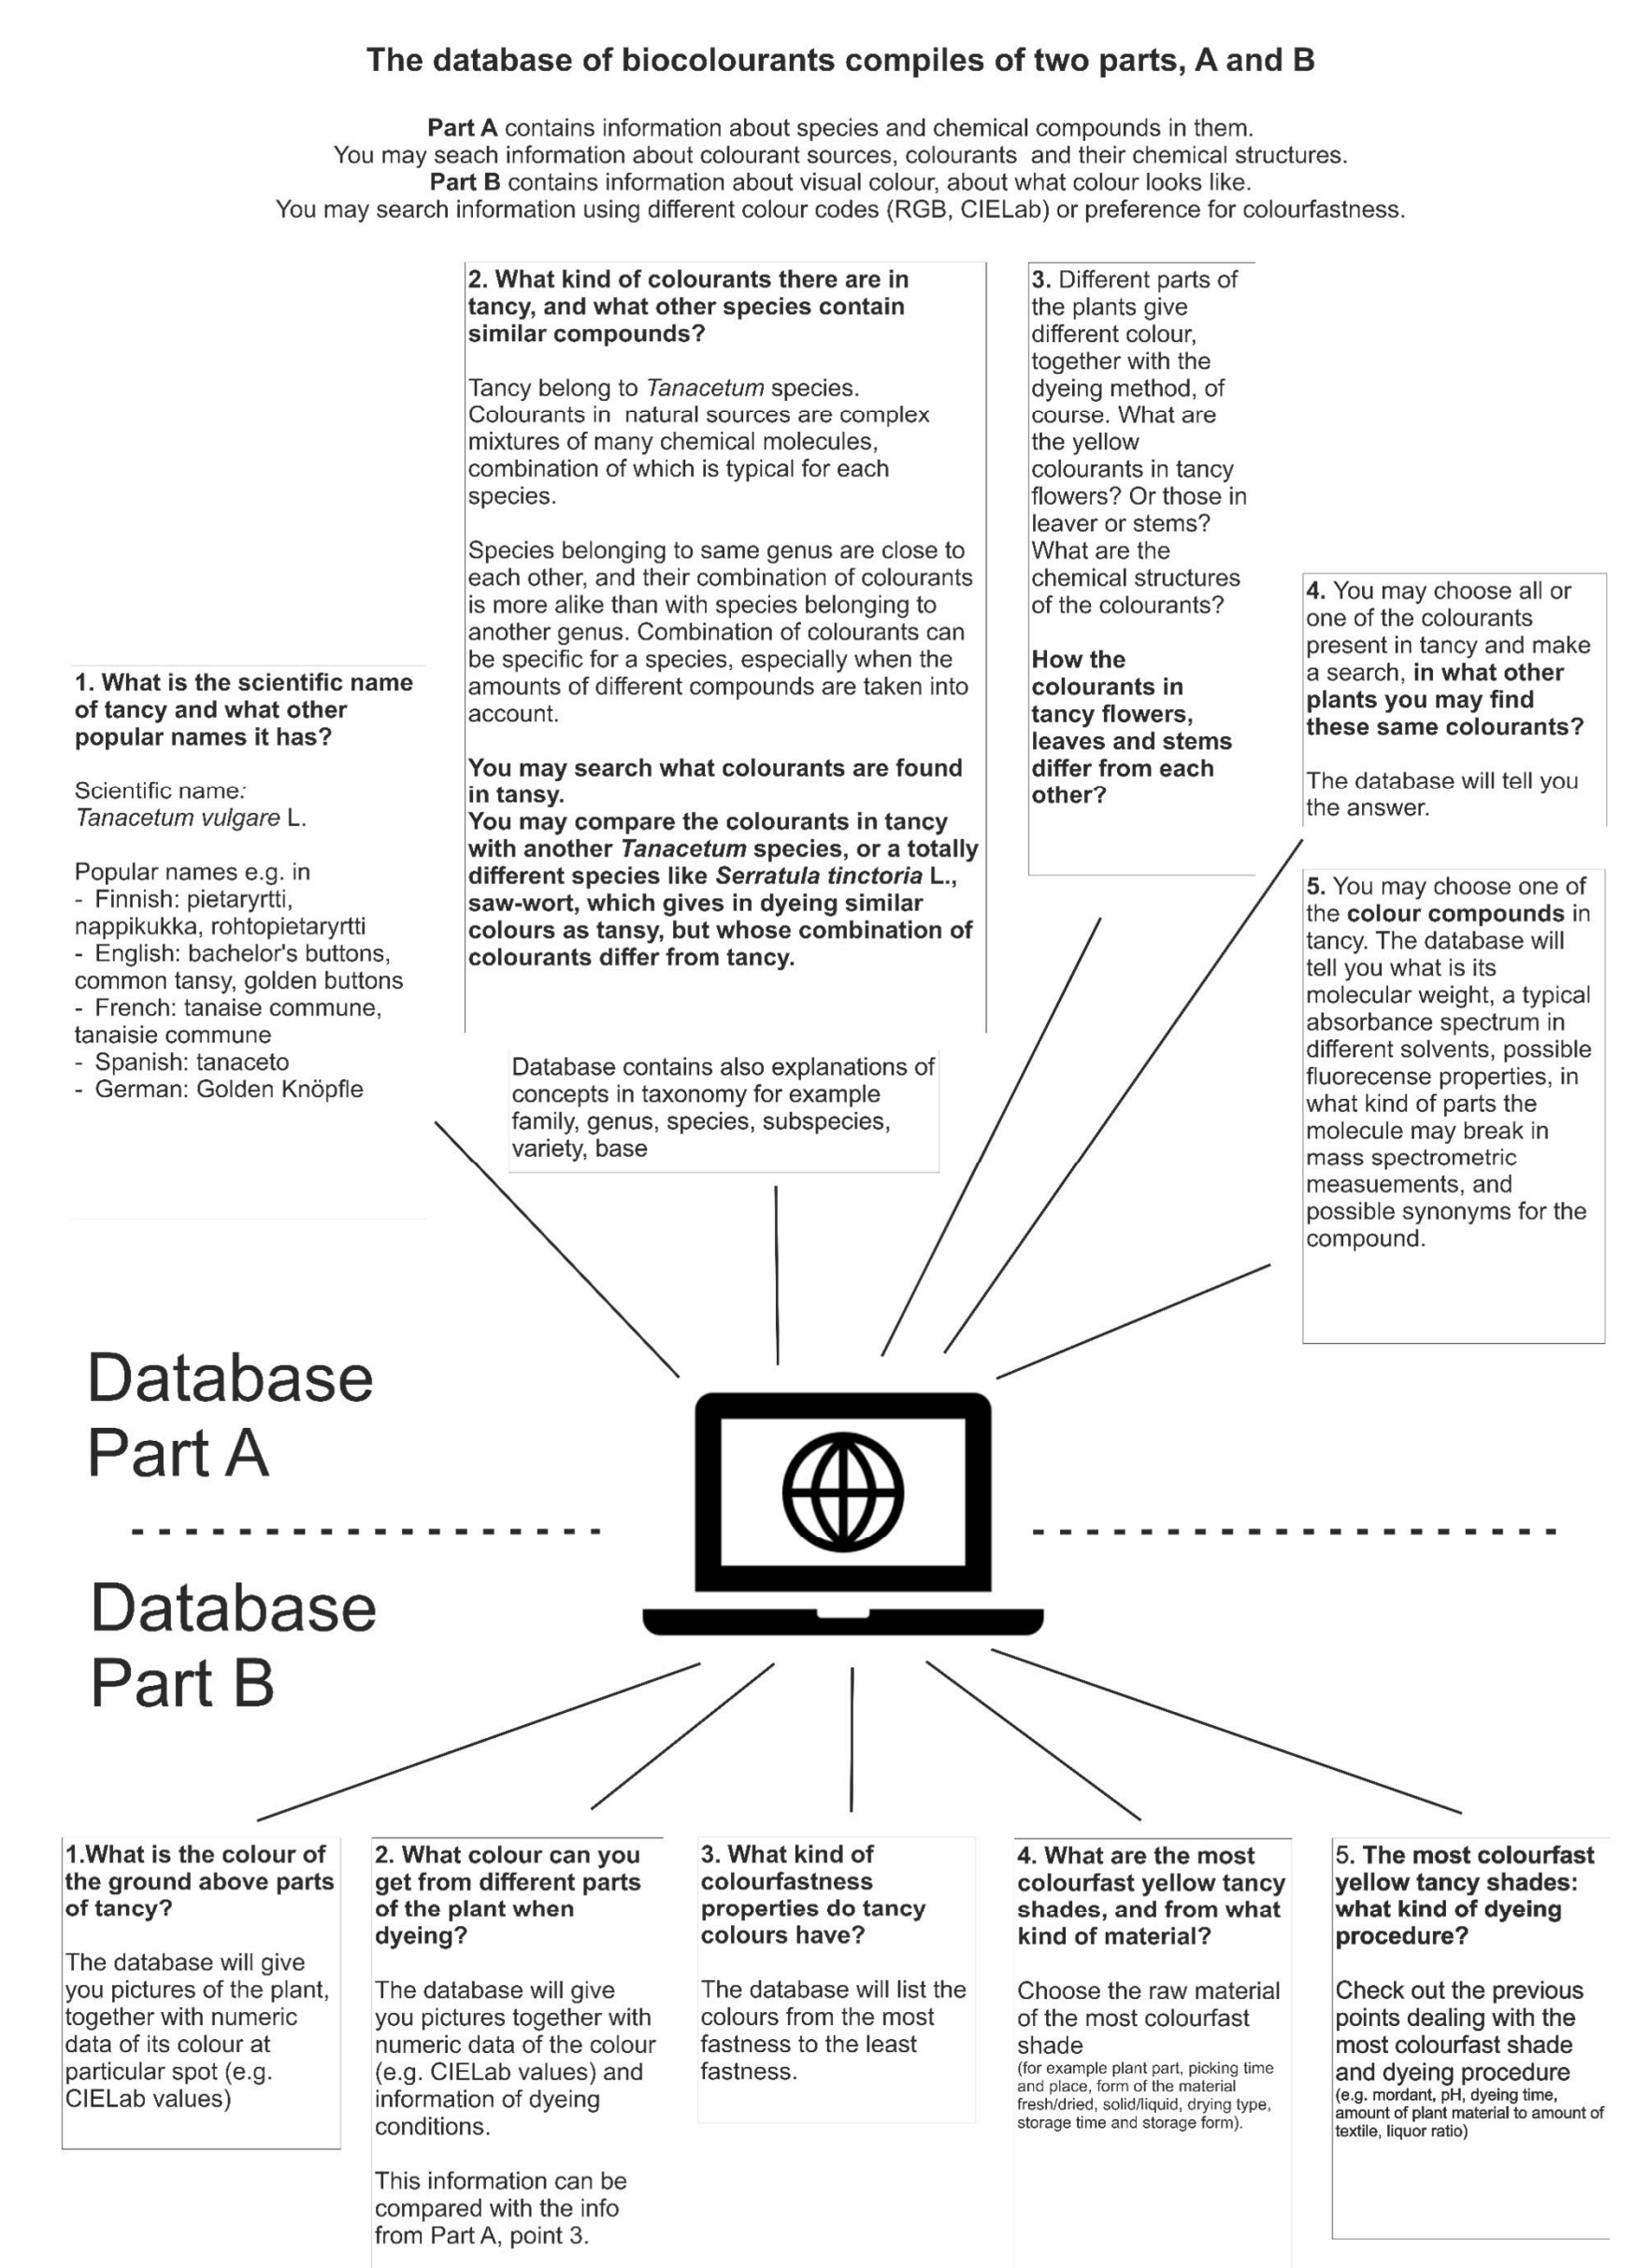 The database of biocolourants compiles of two parts, A and B
Part A contains information about species and chemical compounds in them.
You may seach information about colourant sources, colourants and their chemical structures.
Part B contains information about visual colour, about what colour looks like.
You may search information using different colour codes (RGB, CIELab) or preference for colourfastness.
1. What is the scientific name
of tancy and what other
popular names it has?
Scientific name:
Tanacetum vulgare L.
Popular names e.g. in
- Finnish: pietaryrtti,
nappikukka, rohtopietaryrtti
- English: bachelor's buttons,
common tansy, golden buttons
- French: tanaise commune,
tanaisie commune
- Spanish: tanaceto
- German: Golden Knöpfle
2. What kind of colourants there are in
tancy, and what other species contain
similar compounds?
Tancy belong to Tanacetum species.
Colourants in natural sources are complex
mixtures of many chemical molecules,
combination of which is typical for each
species.
Species belonging to same genus are close to
each other, and their combination of colourants
is more alike than with species belonging to
another genus. Combination of colourants can
be specific for a species, especially when the
amounts of different compounds are taken into
account.
You may search what colourants are found
in tansy.
You may compare the colourants in tancy
with another Tanacetum species, or a totally
different species like Serratula tinctoria L.,
saw-wort, which gives in dyeing similar
colours as tansy, but whose combination of
colourants differ from tancy.
Database contains also explanations of
concepts in taxonomy for example
family, genus, species, subspecies,
variety, base
3. Different parts of
the plants give
different colour,
together with the
dyeing method, of
course. What are
the yellow
colourants in tancy
flowers? Or those in
leaver or stems?
What are the
chemical structures
of the colourants?
How the
colourants in
tancy flowers,
leaves and stems
differ from each
other?
4. You may choose all or
one of the colourants
present in tancy and make
a search, in what other
plants you may find
these same colourants?
The database will tell you
the answer.
5. You may choose one of
the colour compounds in
tancy. The database will
tell you what is its
molecular weight, a typical
absorbance spectrum in
different solvents, possible
fluorecense properties, in
what kind of parts the
molecule may break in
mass spectrometric
measuements, and
possible synonyms for the
compound.
Database
Part A
Database
Part B
1.What is the colour of
the ground above parts
of tancy?
The database will give
you pictures of the plant,
together with numeric
data of its colour at
particular spot (e.g.
CIELab values)
2. What colour can you
get from different parts
of the plant when
dyeing?
The database will give
you pictures together with
numeric data of the colour
(e.g. CIELab values) and
information of dyeing
conditions.
This information can be
compared with the info
from Part A, point 3.
3. What kind of
colourfastness
properties do tancy
colours have?
The database will list the
colours from the most
fastness to the least
fastness.
4. What are the most
colourfast yellow tancy
shades, and from what
kind of material?
Choose the raw material
of the most colourfast
shade
(for example plant part, picking time
and place, form of the material
fresh/dried, solid/liquid, drying type,
storage time and storage form).
5. The most colourfast
yellow tancy shades:
what kind of dyeing
procedure?
Check out the previous
points dealing with the
most colourfast shade
and dyeing procedure
(e.g. mordant, pH, dyeing time,
amount of plant material to amount of
textile, liquor ratio)